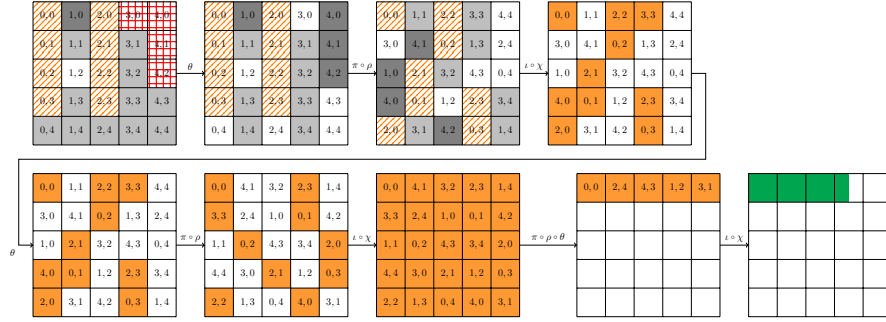 0, 0 1, 0 2, 0 3, 0 4, 0 0, 0 1, 0 2, 0 3, 0 4, 0 0, 0 1, 1 2, 2 3, 3 4, 4 0, 0 1, 1 2, 2 3, 3 4, 4
0, 1 1, 1 2, 1 3, 1 4, 1 0, 1 1, 1 2, 1 3, 1 4, 1 3, 0 4, 1 0, 2 1, 3 2, 4 3, 0 4, 1 0, 2 1, 3 2, 4
θ π ∘ ρ ι ∘ χ
0, 2 1, 2 2, 2 3, 2 4, 2 0, 2 1, 2 2, 2 3, 2 4, 2 1, 0 2, 1 3, 2 4, 3 0, 4 1, 0 2, 1 3, 2 4, 3 0, 4
0, 3 1, 3 2, 3 3, 3 4, 3 0, 3 1, 3 2, 3 3, 3 4, 3 4, 0 0, 1 1, 2 2, 3 3, 4 4, 0 0, 1 1, 2 2, 3 3, 4
0, 4 1, 4 2, 4 3, 4 4, 4 0, 4 1, 4 2, 4 3, 4 4, 4 2, 0 3, 1 4, 2 0, 3 1, 4 2, 0 3, 1 4, 2 0, 3 1, 4
0, 0 1, 1 2, 2 3, 3 4, 4 0, 0 4, 1 3, 2 2, 3 1, 4 0, 0 4, 1 3, 2 2, 3 1, 4 0, 0 2, 4 4, 3 1, 2 3, 1
3, 0 4, 1 0, 2 1, 3 2, 4 3, 3 2, 4 1, 0 0, 1 4, 2 3, 3 2, 4 1, 0 0, 1 4, 2
θ π ∘ ρ ι ∘ χ π ∘ ρ ∘ θ ι ∘ χ
1, 0 2, 1 3, 2 4, 3 0, 4 1, 1 0, 2 4, 3 3, 4 2, 0 1, 1 0, 2 4, 3 3, 4 2, 0
4, 0 0, 1 1, 2 2, 3 3, 4 4, 4 3, 0 2, 1 1, 2 0, 3 4, 4 3, 0 2, 1 1, 2 0, 3
2, 0 3, 1 4, 2 0, 3 1, 4 2, 2 1, 3 0, 4 4, 0 3, 1 2, 2 1, 3 0, 4 4, 0 3, 1